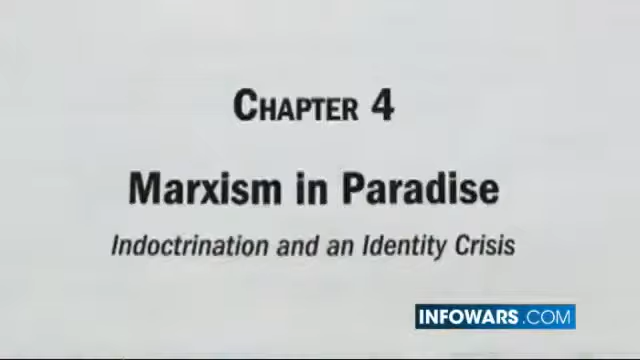 CHAPTER 4
Marxism in Paradise
Indoctrination and an Identity Crisis
INFOWARS.COM